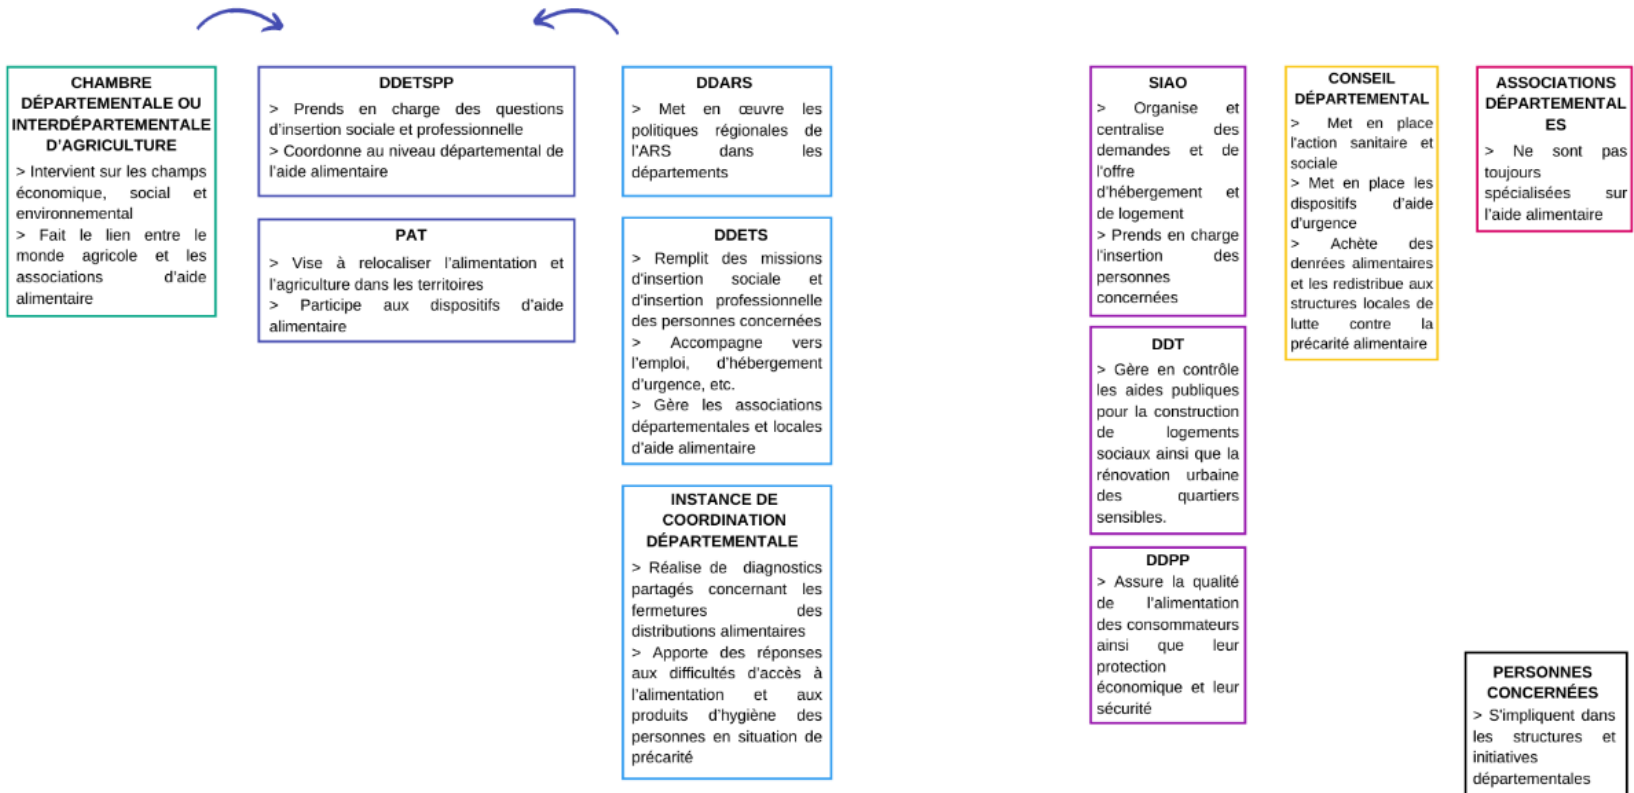 CHAMBRE
DÉPARTEMENTALE OU
INTERDÉPARTEMENTALE
D'AGRICULTURE
> Intervient sur les champs
économique, social et
environnemental
> Fait le lien entre le
monde agricole et les
associations d'aide
alimentaire
DDETSPP
> Prends en charge des questions
d'insertion sociale et professionnelle
> Coordonne au niveau départemental de
l'aide alimentaire
PAT
> Vise à relocaliser l'alimentation et
l'agriculture dans les territoires
> Participe aux dispositifs d'aide
alimentaire
DDARS
> Met en œuvre les
politiques régionales de
l'ARS dans les
départements
DDETS
> Remplit des missions
d'insertion sociale et
d'insertion professionnelle
des personnes concernées
> Accompagne vers
l'emploi, d'hébergement
d'urgence, etc.
> Gère les associations
départementales et locales
d'aide alimentaire
INSTANCE DE
COORDINATION
DÉPARTEMENTALE
> Réalise de diagnostics
partagés concernant les
fermetures des
distributions alimentaires
> Apporte des réponses
aux difficultés d'accès à
l'alimentation et aux
produits d'hygiène des
personnes en situation de
précarité
SIAO
> Organise et
centralise des
demandes et de
l'offre
d'hébergement et
de logement
> Prends en charge
l'insertion des
personnes
concernées
DDT
> Gère en contrôle
les aides publiques
pour la construction
de logements
sociaux ainsi que la
rénovation urbaine
des quartiers
sensibles.
DDPP
> Assure la qualité
de l'alimentation
des consommateurs
ainsi que leur
protection
économique et leur
sécurité
CONSEIL
DÉPARTEMENTAL
> Met en place
l'action sanitaire et
sociale
> Met en place les
dispositifs d'aide
d'urgence
> Achète des
denrées alimentaires
et les redistribue aux
structures locales de
lutte contre la
précarité alimentaire
ASSOCIATIONS
DÉPARTEMENTAL
ES
> Ne sont pas
toujours
spécialisées sur
l'aide alimentaire
PERSONNES
CONCERNÉES
> S'impliquent dans
les structures et
initiatives
départementales